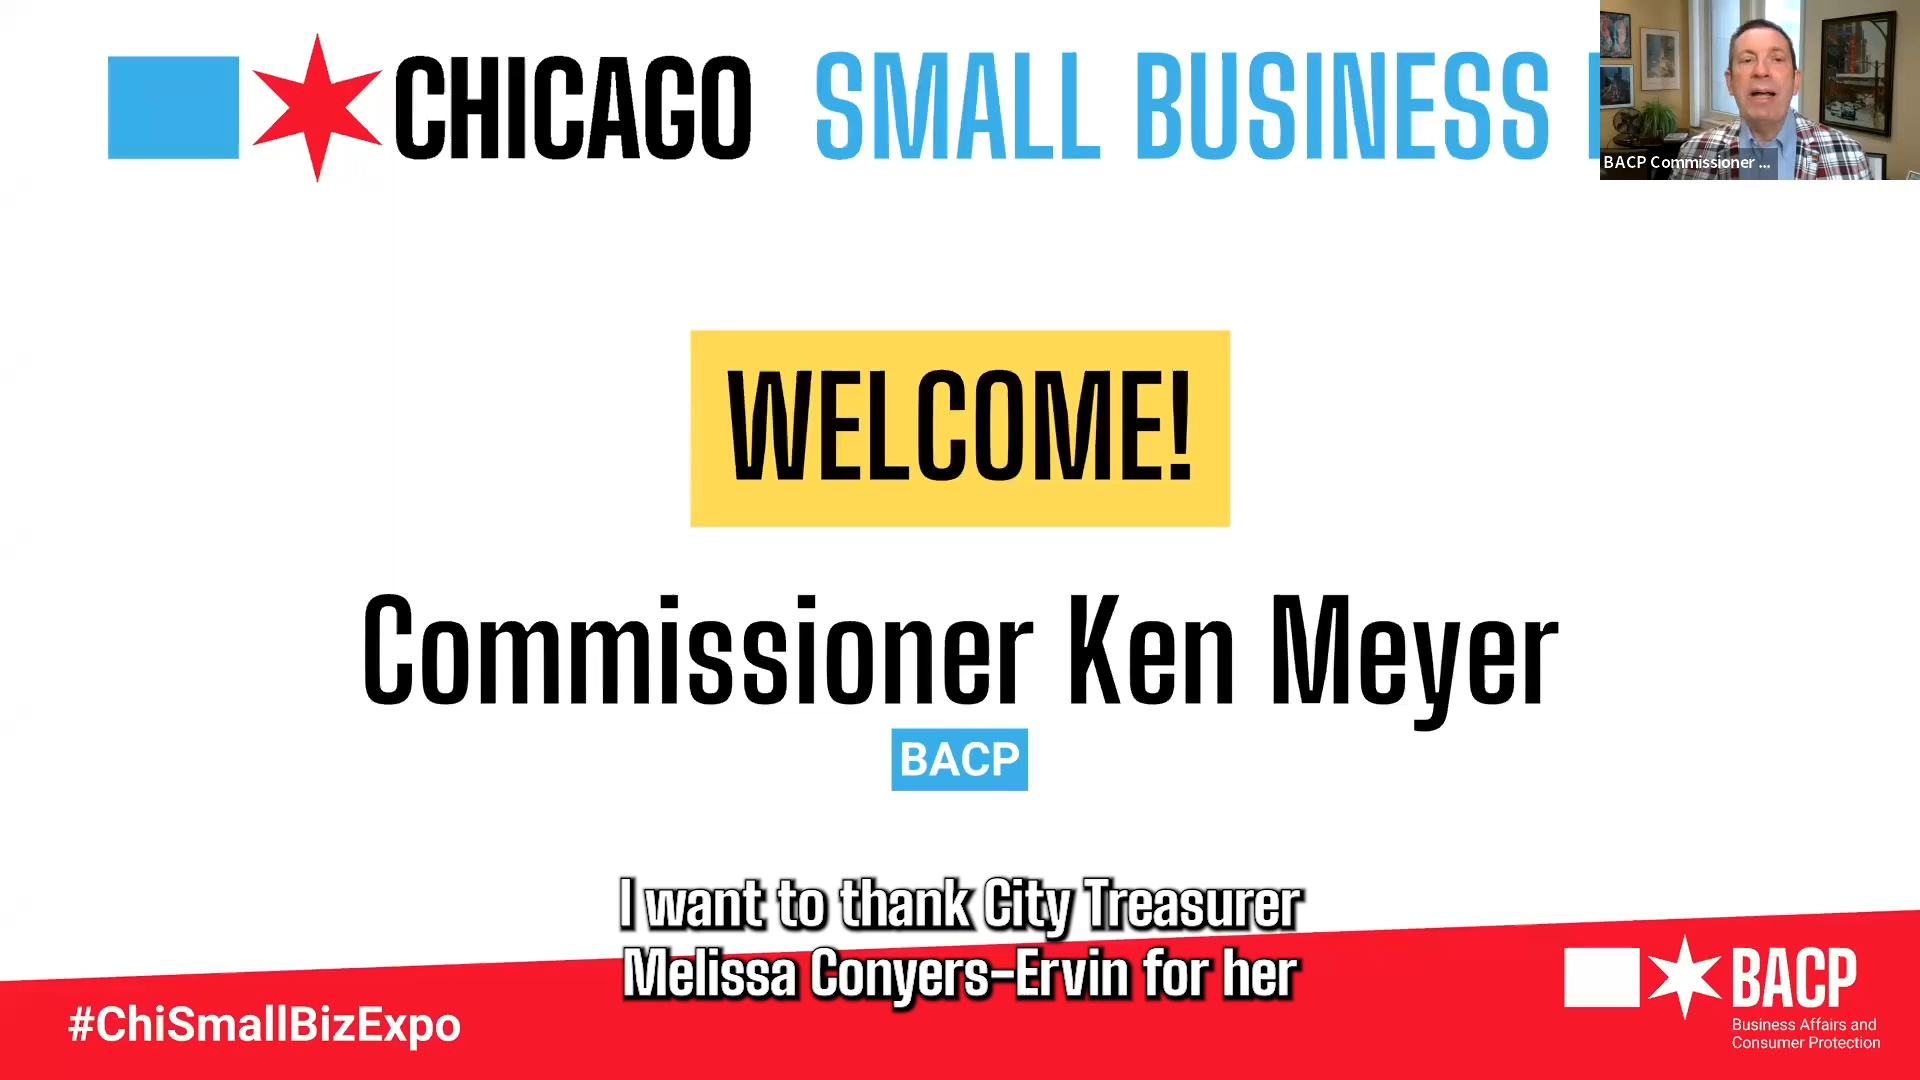 CHICAGO SMALL BUSINESS
BACP Commissioner ...
WELCOME!
Commissioner Ken Meyer
BACP
I want to thank City Treasurer
Melissa Conyers-Ervin for her
#ChiSmallBizExpo
BACP
Business Affairs and
Consumer Protection